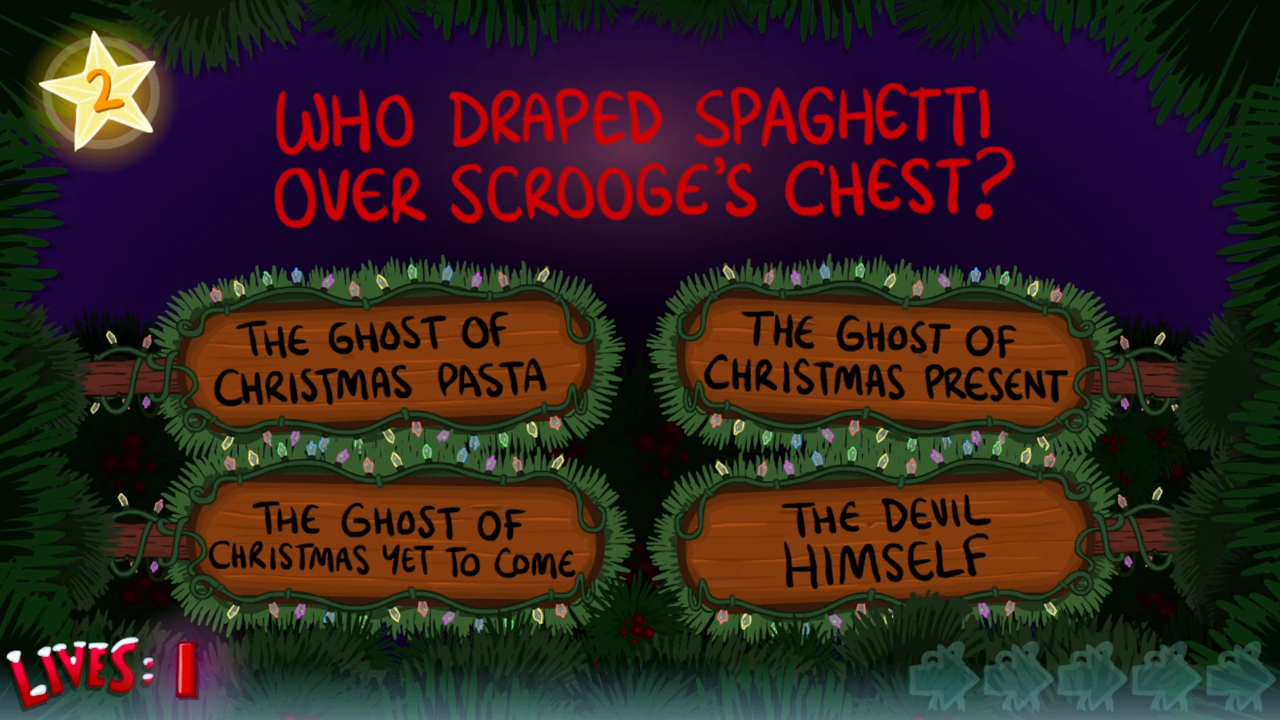 2
WHO DRAPED SPAGHETTI
OVER SCROOGE'S CHEST?
THE GHOST OF
CHRISTMAS PASTA
THE GHOST OF
CHRISTMAS PRESENT
THE GHOST OF
CHRISTMAS YET TO COME
THE DEVIL
HIMSELF
LIVES: 1